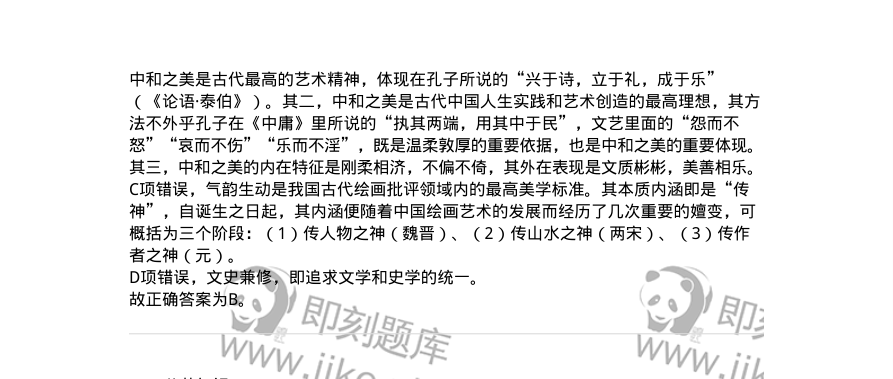 中和之美是古代最高的艺术精神，体现在孔子所说的“兴于诗，立于礼，成于乐”
（《论语·泰伯》）。其二，中和之美是古代中国人生实践和艺术创造的最高理想，其方
法不外乎孔子在《中庸》里所说的“执其两端，用其中于民”，文艺里面的“怨而不
怒”“哀而不伤”“乐而不淫”，既是温柔敦厚的重要依据，也是中和之美的重要体现。
其三，中和之美的内在特征是刚柔相济，不偏不倚，其外在表现是文质彬彬，美善相乐。
C项错误，气韵生动是我国古代绘画批评领域内的最高美学标准。其本质内涵即是“传
神”，自诞生之日起，其内涵便随着中国绘画艺术的发展而经历了几次重要的嬗变，可
概括为三个阶段：（1）传人物之神（魏晋）、（2）传山水之神（两宋）、（3）传作
者之神（元）。
D项错误，文史兼修，即追求文学和史学的统一。
故正确答案为B。
即刻题库
即刻
www.jike
www.ji